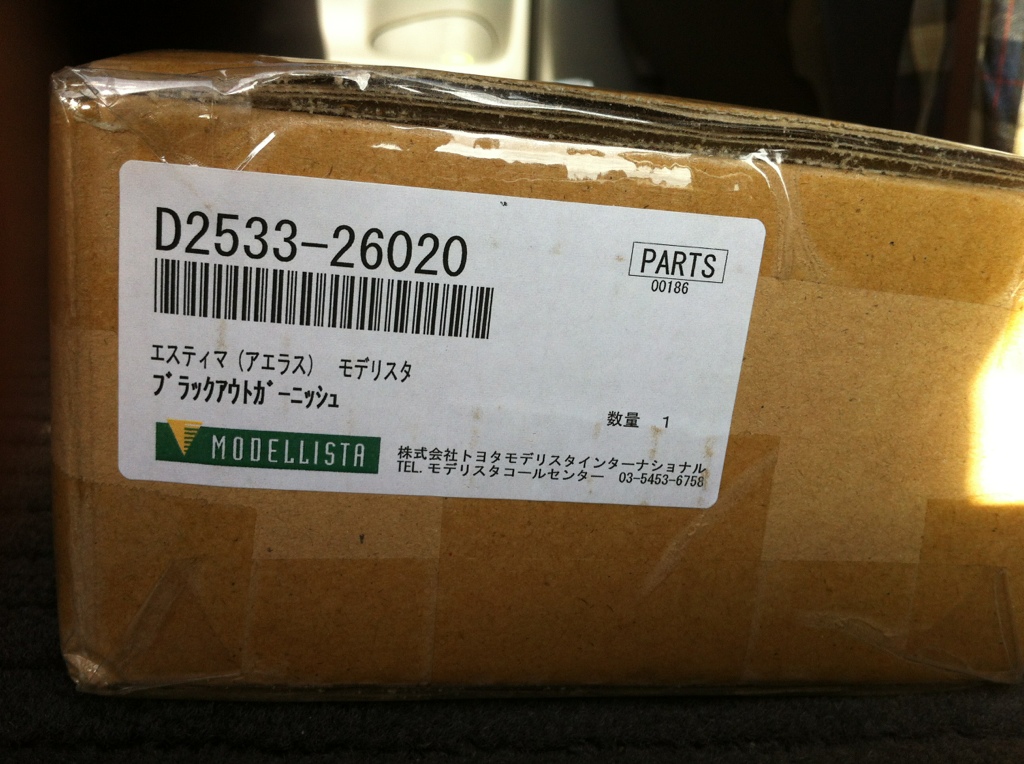 D2533-26020
PARTS
00186
エスティマ（アエラス）　モデリスタ
ﾌﾞﾗｯｸｱｳﾄｶﾞｰﾆｯｼｭ
数量　1
MODELLISTA
株式会社トヨタモデリスタインターナショナル
TEL. モデリスタコールセンター　03-5453-6758